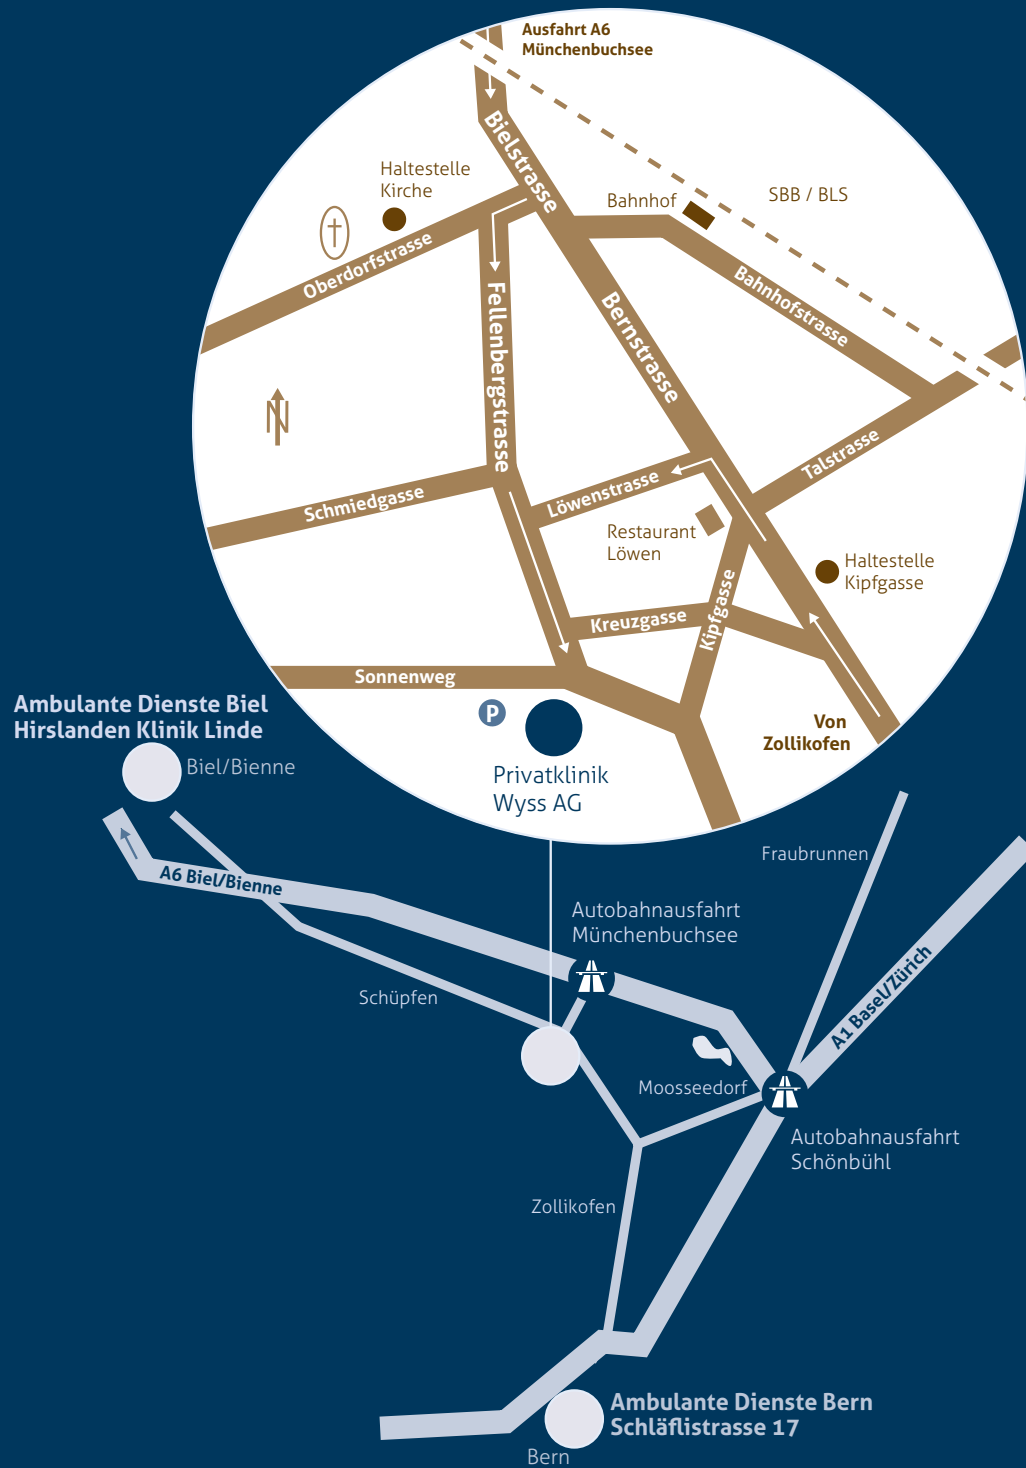 Ausfahrt A6
Münchenbuchsee
Bielstrasse
Haltestelle
Kirche
Bahnhof
SBB / BLS
Oberdorfstrasse
Bahnhofstrasse
Fellenbergstrasse
Bernstrasse
N
Talstrasse
Löwenstrasse
Schmiedgasse
Restaurant
Löwen
Haltestelle
Kipfgasse
Kipfgasse
Kreuzgasse
Sonnenweg
P
Von
Zollikofen
Privatklinik
Wyss AG
Ambulante Dienste Biel
Hirslanden Klinik Linde
Biel/Bienne
Fraubrunnen
A6 Biel/Bienne
Autobahnausfahrt
Münchenbuchsee
A1 Basel/Zürich
Schüpfen
Moosseedorf
Autobahnausfahrt
Schönbühl
Zollikofen
Ambulante Dienste Bern
Schläflistrasse 17
Bern